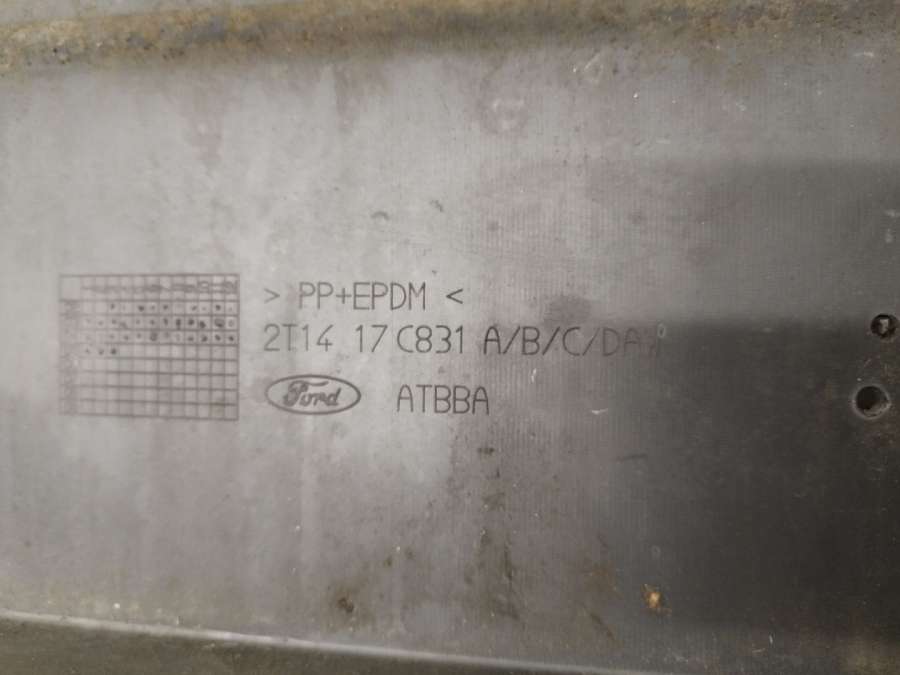 > PP+EPDM <
2T14 17C831 A/B/C/DA
Ford ATBBA